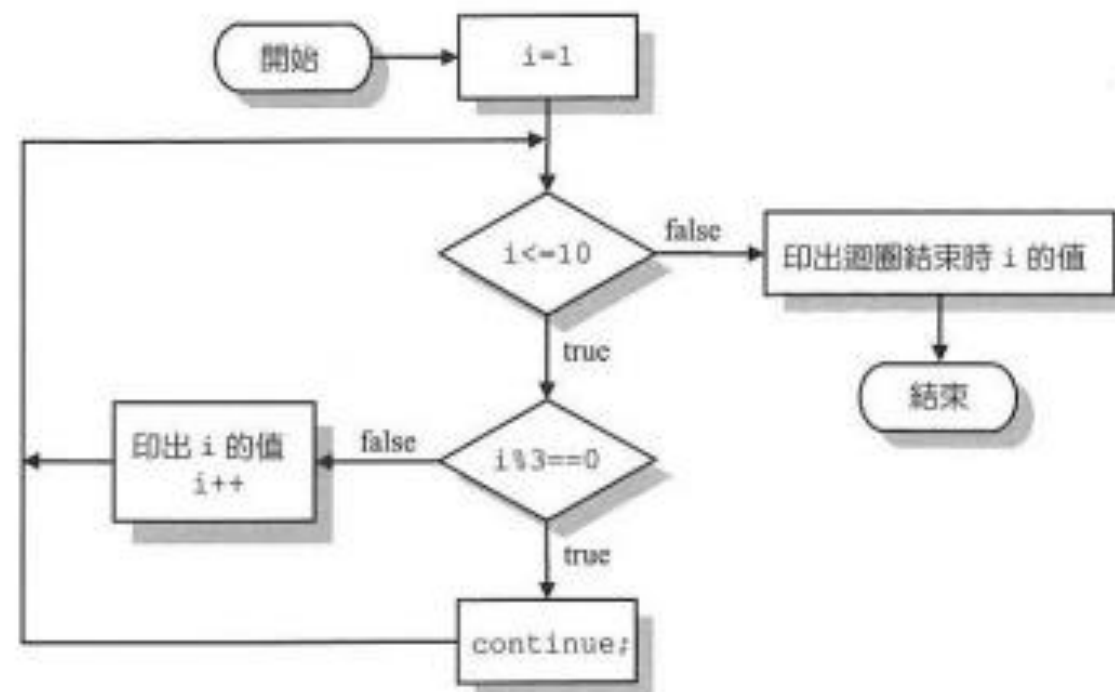 開始
i=1
i<=10
false
印出迴圈結束時 i 的值
true
結束
印出 i 的值
i++
false
i%3==0
true
continue;